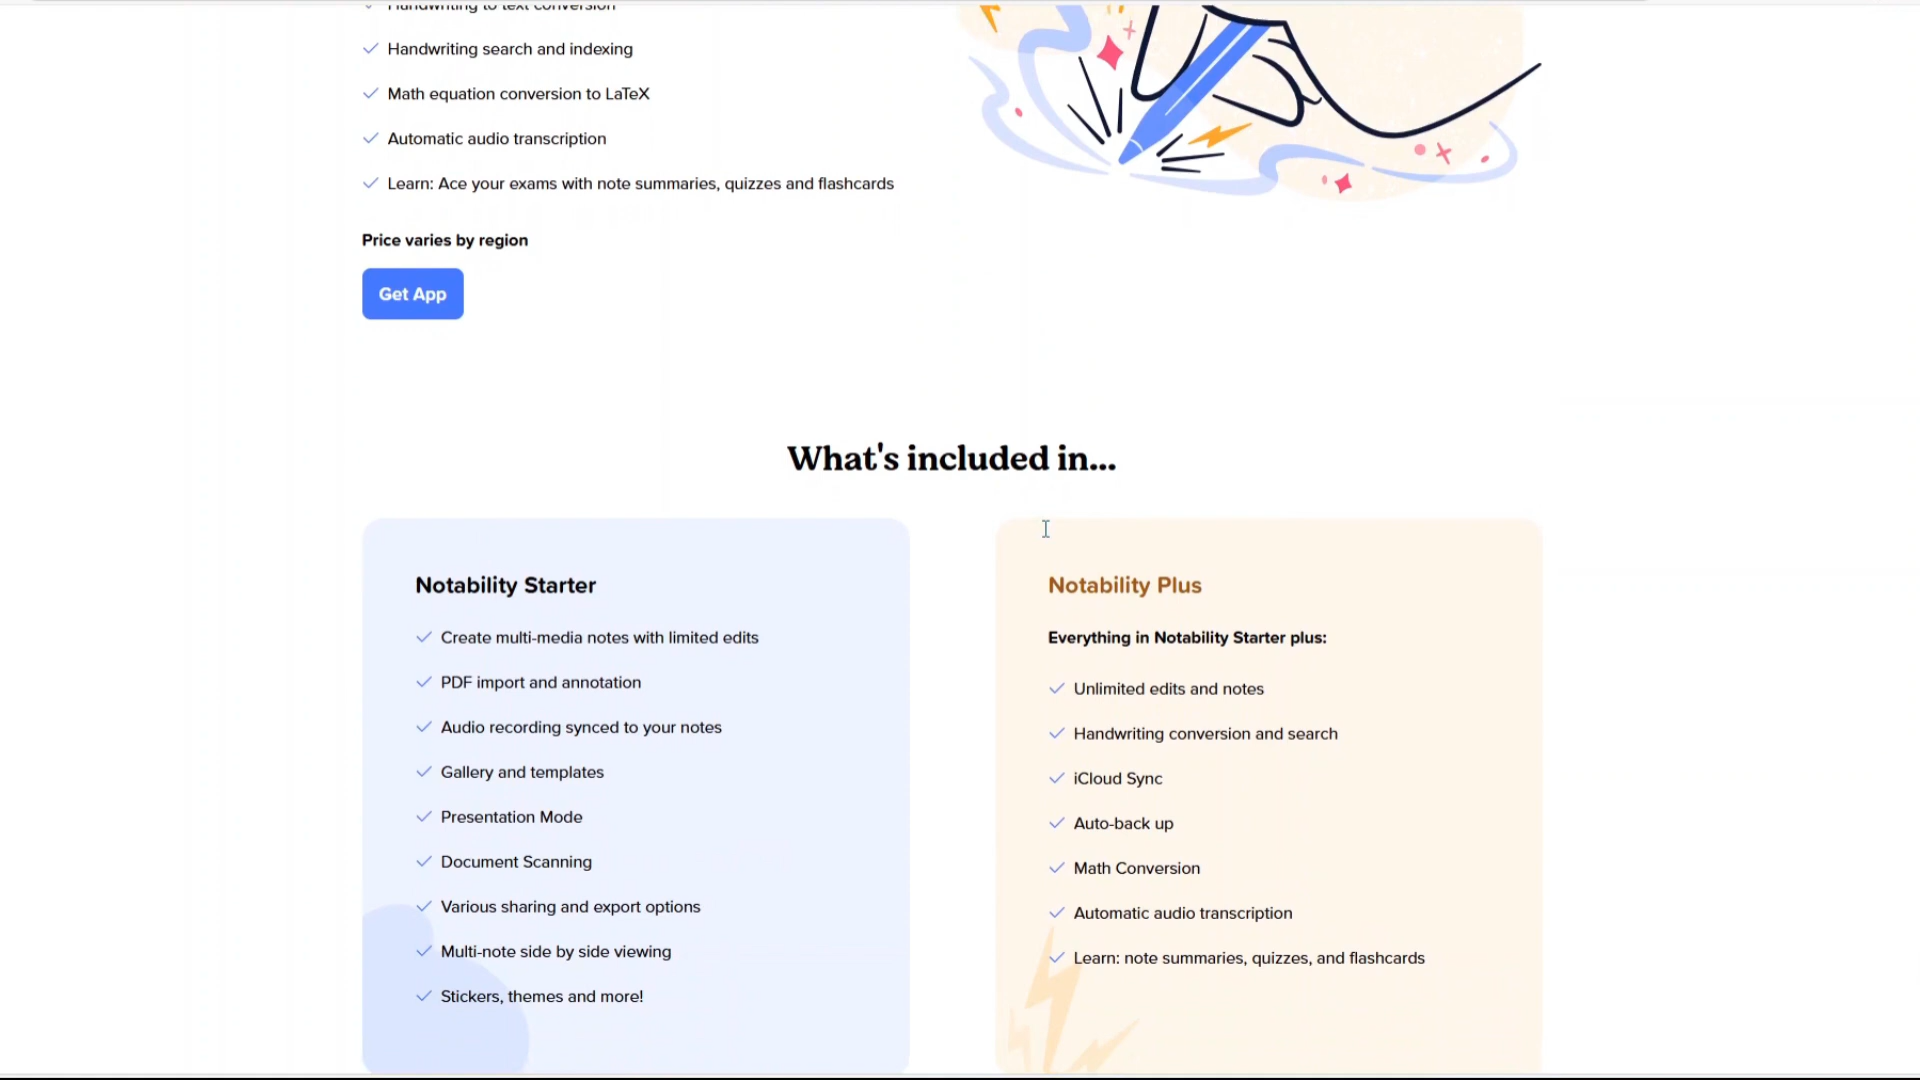 Handwriting to text conversion
Handwriting search and indexing
Math equation conversion to LaTeX
Automatic audio transcription
Learn: Ace your exams with note summaries, quizzes and flashcards
Price varies by region
Get App
What's included in...
Notability Starter
Create multi-media notes with limited edits
PDF import and annotation
Audio recording synced to your notes
Gallery and templates
Presentation Mode
Document Scanning
Various sharing and export options
Multi-note side by side viewing
Stickers, themes and more!
Notability Plus
Everything in Notability Starter plus:
Unlimited edits and notes
Handwriting conversion and search
iCloud Sync
Auto-back up
Math Conversion
Automatic audio transcription
Learn: note summaries, quizzes, and flashcards